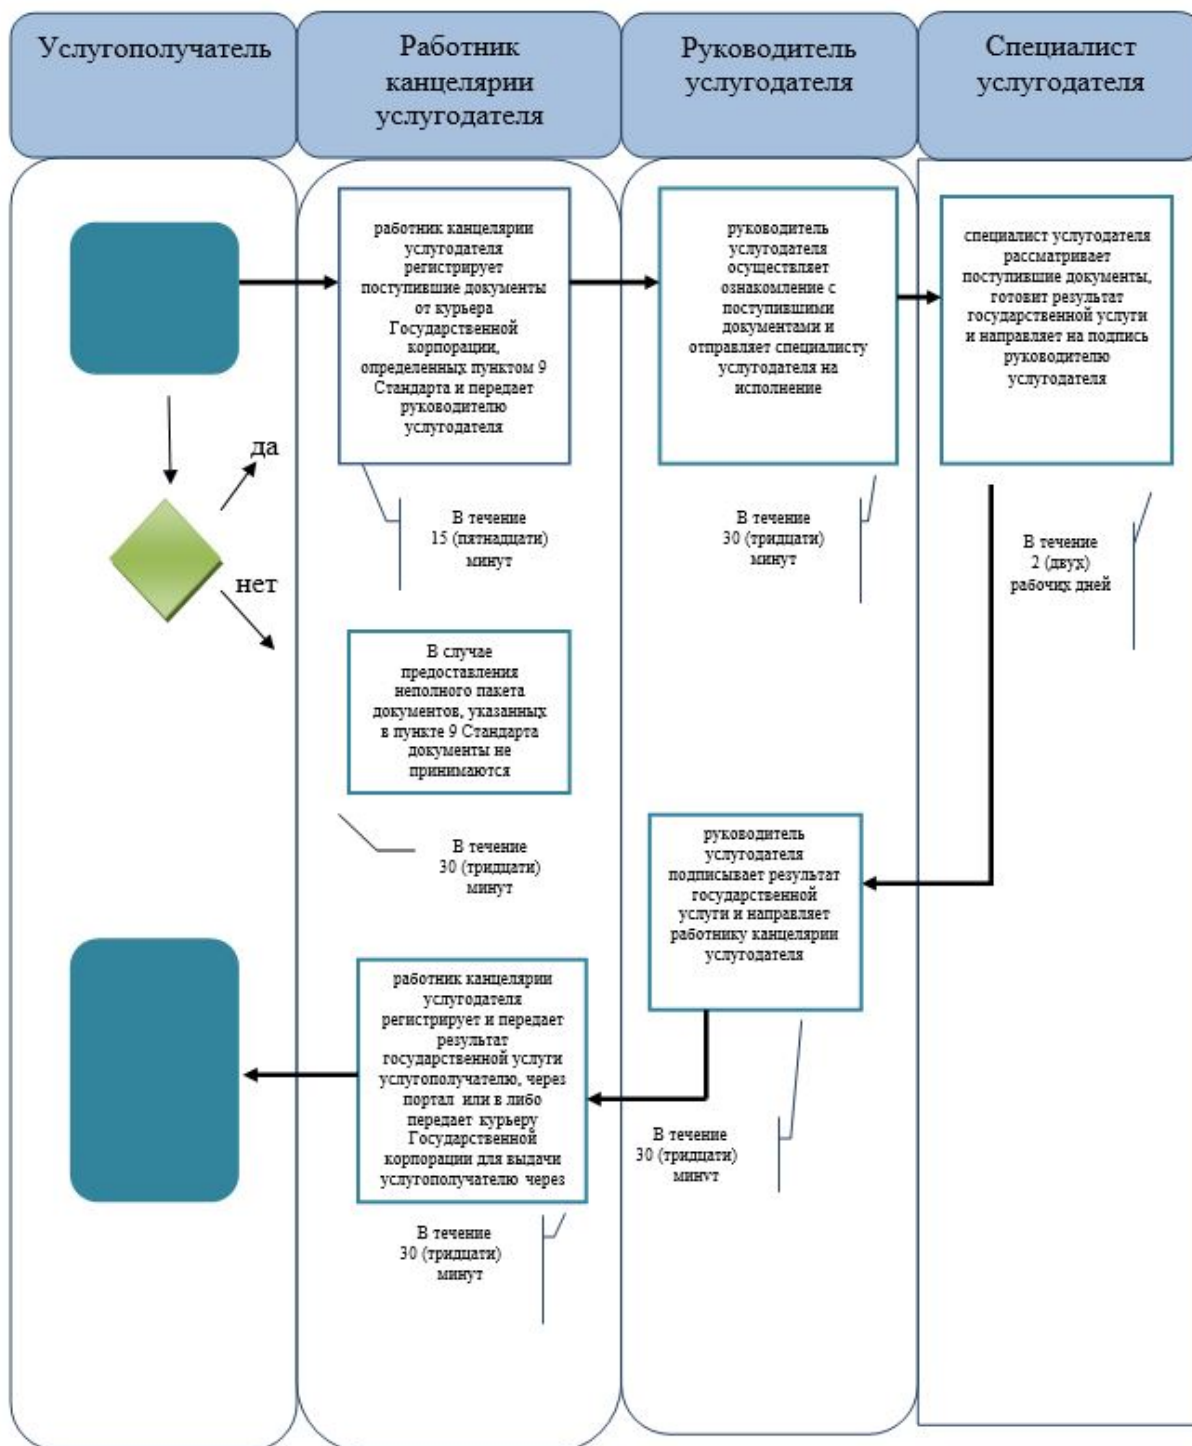 Услугополучатель
Работник
канцелярии
услугодателя
Руководитель
услугодателя
Специалист
услугодателя
работник канцелярии
услугодателя
регистрирует
поступившие документы
от курьера
Государственной
корпорации,
определенных пунктом 9
Стандарта и передает
руководителю
услугодателя
руководитель
услугодателя
осуществляет
ознакомление с
поступившими
документами и
отправляет специалисту
услугодателя на
исполнение
специалист услугодателя
рассматривает
поступившие документы,
готовит результат
государственной услуги
и направляет на подпись
руководителю
услугодателя
да
нет
В течение
15 (пятнадцати)
минут
В течение
30 (тридцати)
минут
В течение
2 (двух)
рабочих дней
В случае
предоставления
неполного пакета
документов, указанных
в пункте 9 Стандарта
документы не
принимаются
В течение
30 (тридцати)
минут
руководитель
услугодателя
подписывает результат
государственной
услуги и направляет
работнику канцелярии
услугодателя
работник канцелярии
услугодателя
регистрирует и передает
результат
государственной услуги
услугополучателю, через
портал или в либо
передает курьеру
Государственной
корпорации для выдачи
услугополучателю через
В течение
30 (тридцати)
минут
В течение
30 (тридцати)
минут